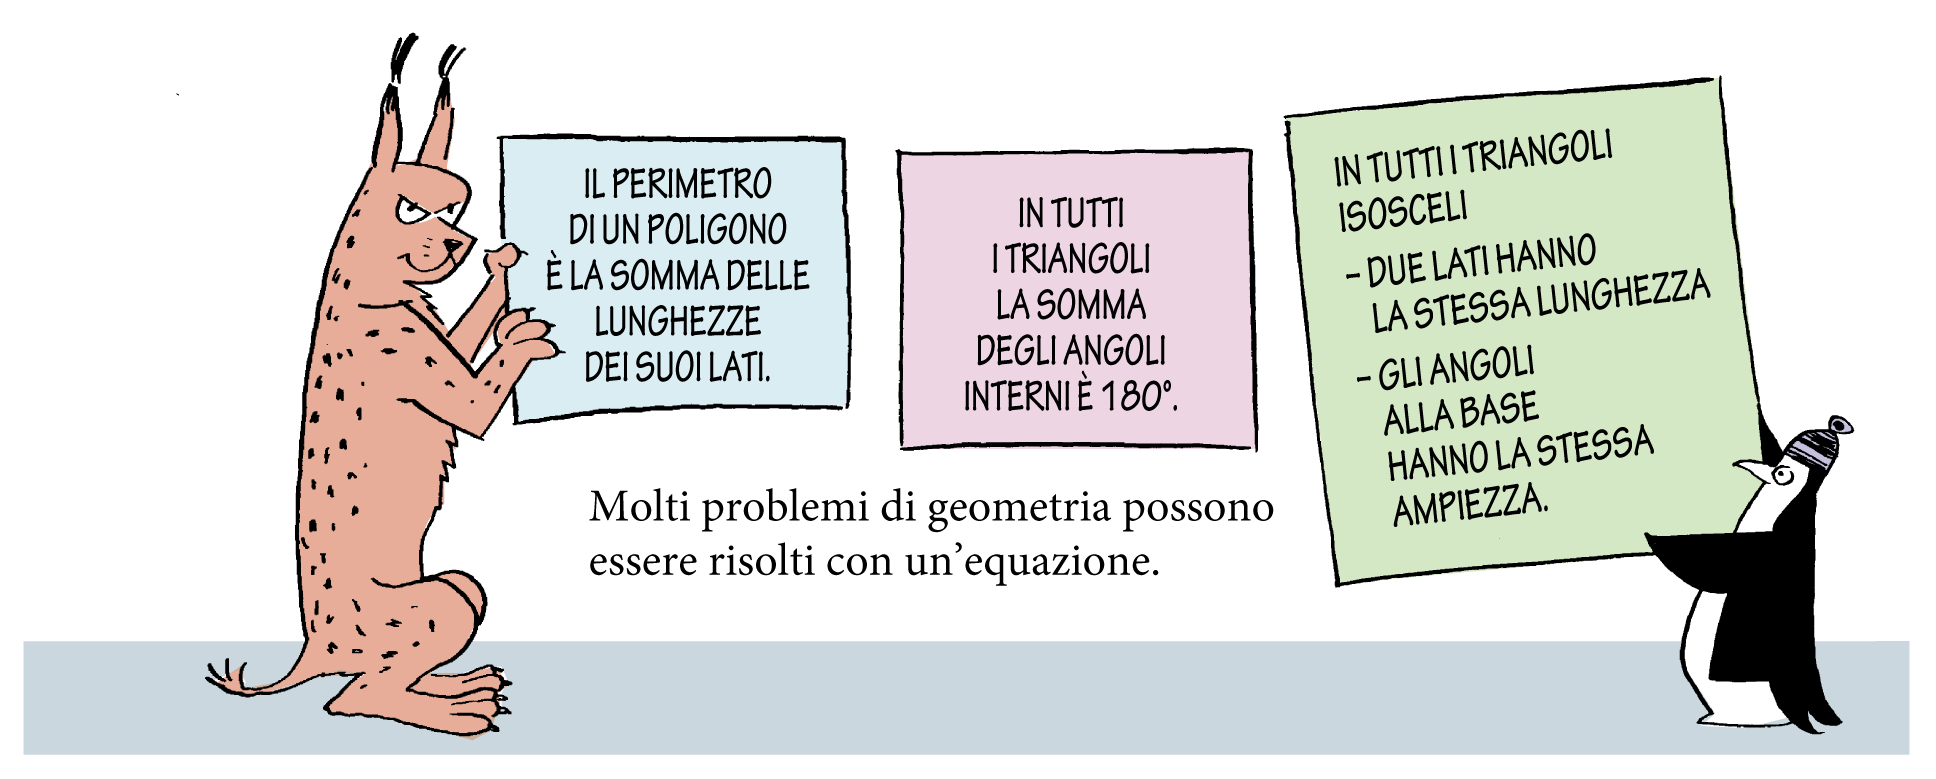 IL PERIMETRO
DI UN POLIGONO
È LA SOMMA DELLE
LUNGHEZZE
DEI SUOI LATI.
IN TUTTI
I TRIANGOLI
LA SOMMA
DEGLI ANGOLI
INTERNI È 180°.
IN TUTTI I TRIANGOLI
ISOSCELI
– DUE LATI HANNO
LA STESSA LUNGHEZZA
– GLI ANGOLI
ALLA BASE
HANNO LA STESSA
AMPIEZZA.
Molti problemi di geometria possono
essere risolti con un’equazione.